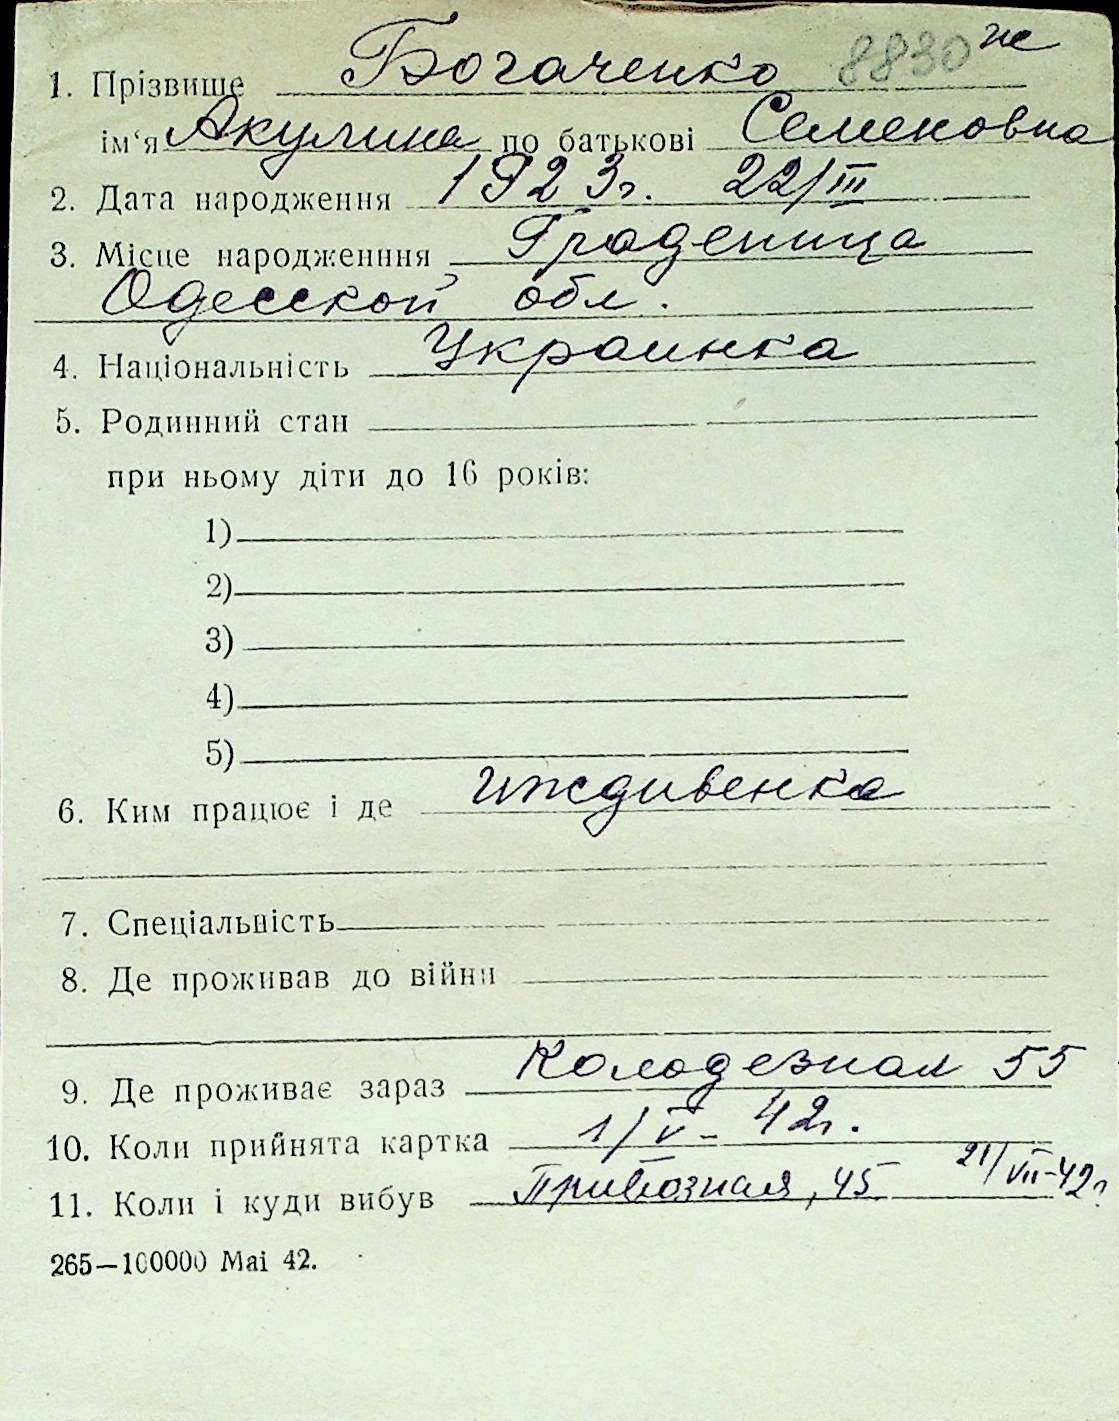 1. Прізвище Богаченко 8830 ж
ім'я Акулина по батькові Семеновна
2. Дата народження 1923г. 22/III
3. Місце народженння Граденица
Одесской обл.
4. Національність Украинка
5. Родинний стан
при ньому діти до 16 років:
1)
2)
3)
4)
5)
6. Ким працює і де иждивенка
7. Спеціальність
8. Де проживав до війни
9. Де проживає зараз Колодезная 55
10. Коли прийнята картка 1/V - 42г.
11. Коли і куди вибув Привозная, 45 21/VII-42г
265—100000 Mai 42.